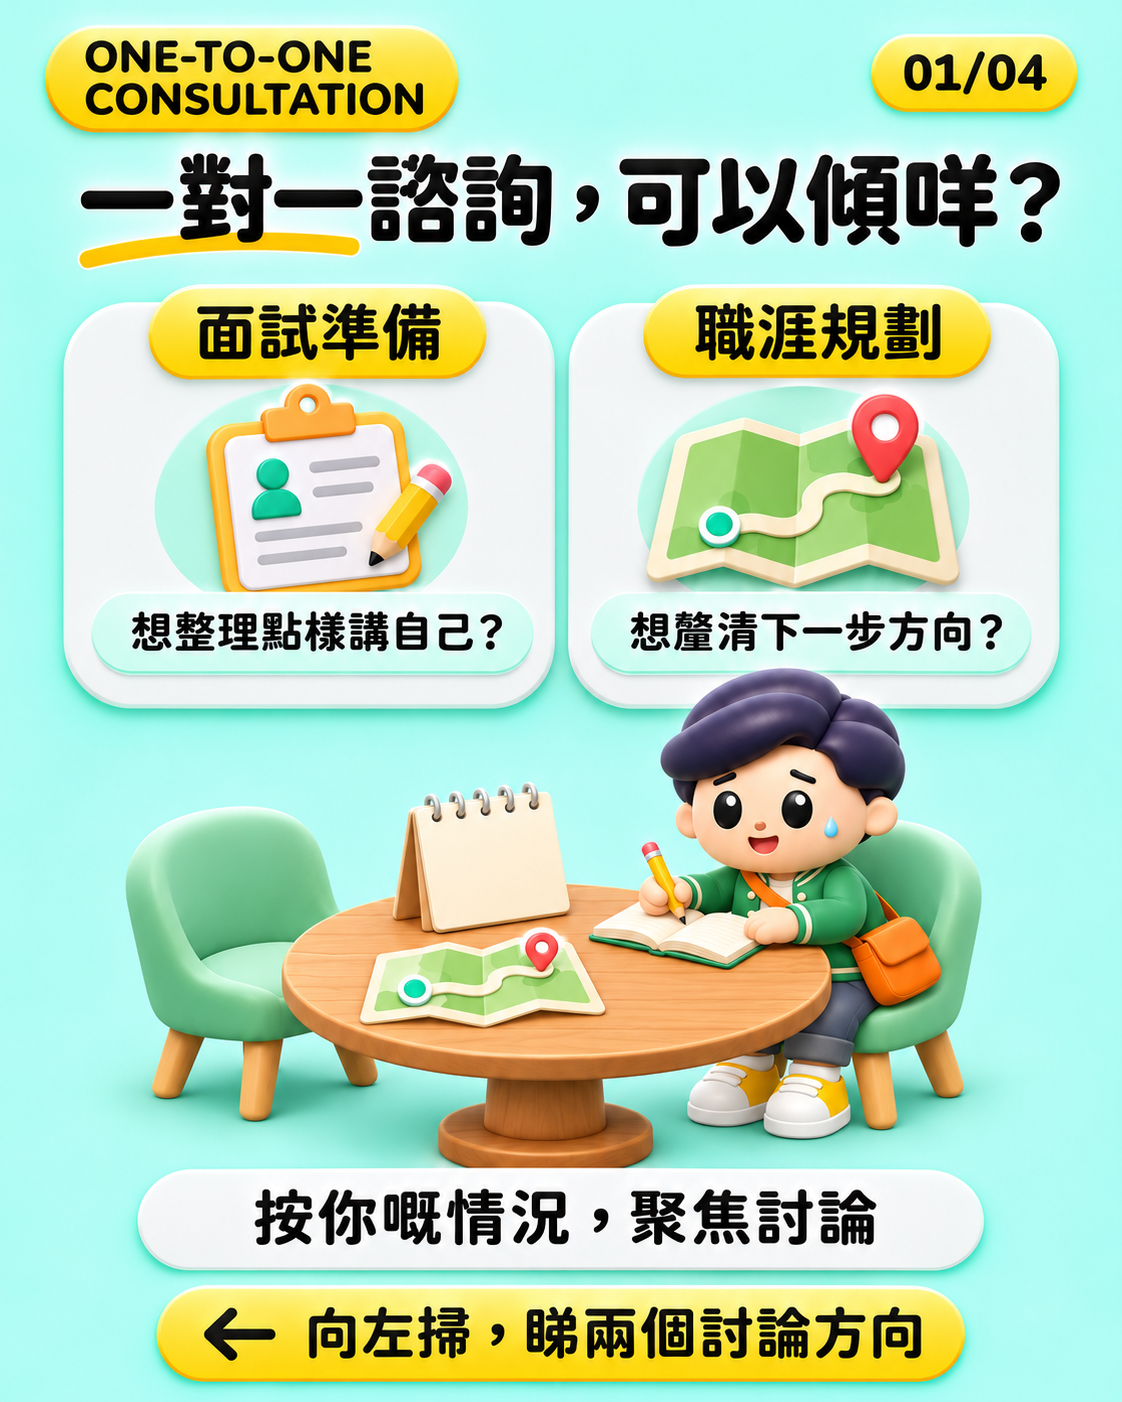 ONE-TO-ONE
CONSULTATION
01/04
一對一諮詢，可以傾咩？
面試準備
職涯規劃
想整理點樣講自己？
想釐清下一步方向？
按你嘅情況，聚焦討論
← 向左掃，睇兩個討論方向